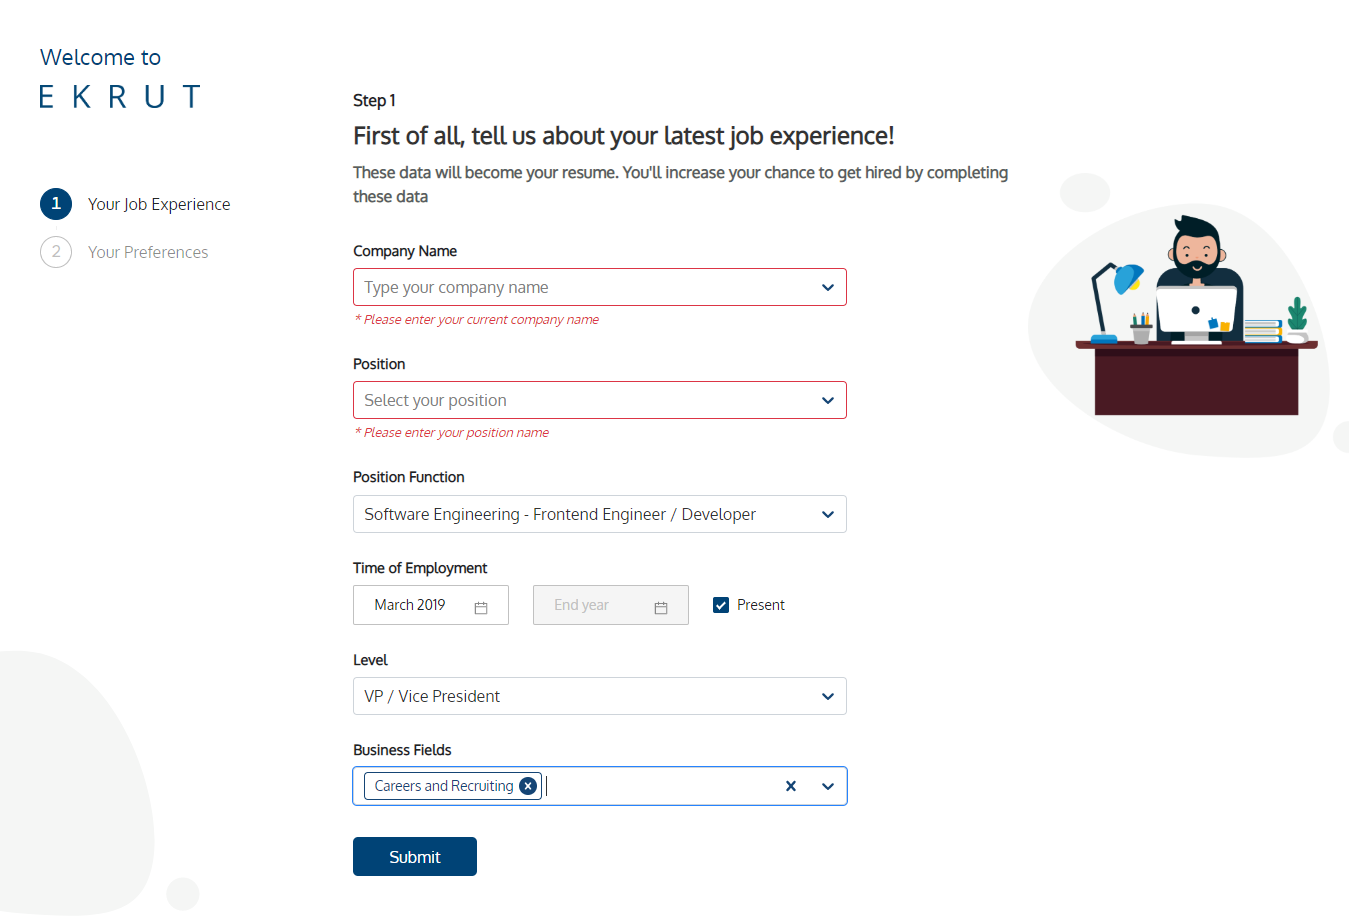 Welcome to
EKRUT
1 Your Job Experience
2 Your Preferences
Step 1
First of all, tell us about your latest job experience!
These data will become your resume. You'll increase your chance to get hired by completing
these data
Company Name
Type your company name
* Please enter your current company name
Position
Select your position
* Please enter your position name
Position Function
Software Engineering - Frontend Engineer / Developer
Time of Employment
March 2019 End year Present
Level
VP / Vice President
Business Fields
Careers and Recruiting
Submit